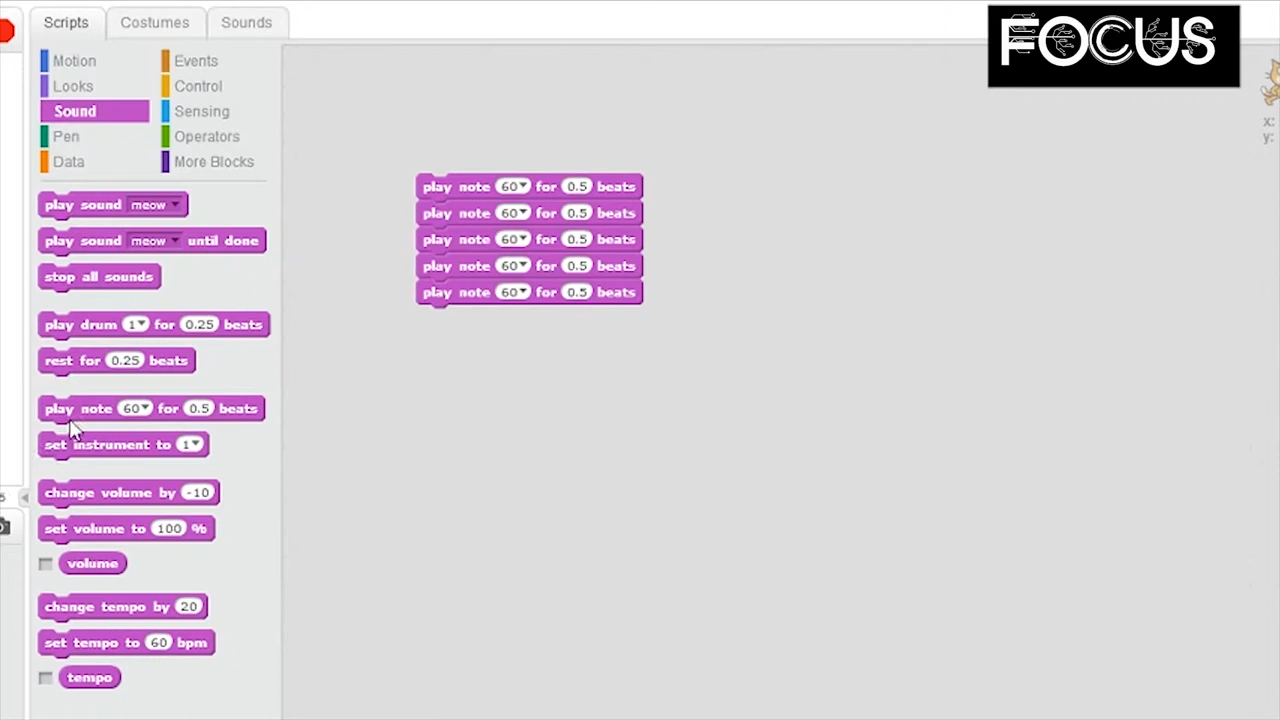 Scripts
Costumes
Sounds
FOCUS
Motion
Events
Looks
Control
Sound
Sensing
Pen
Operators
Data
More Blocks
x:
y:
play sound meow
play sound meow until done
stop all sounds
play drum 1 for 0.25 beats
rest for 0.25 beats
play note 60 for 0.5 beats
set instrument to 1
change volume by -10
set volume to 100 %
volume
change tempo by 20
set tempo to 60 bpm
tempo
play note 60 for 0.5 beats
play note 60 for 0.5 beats
play note 60 for 0.5 beats
play note 60 for 0.5 beats
play note 60 for 0.5 beats